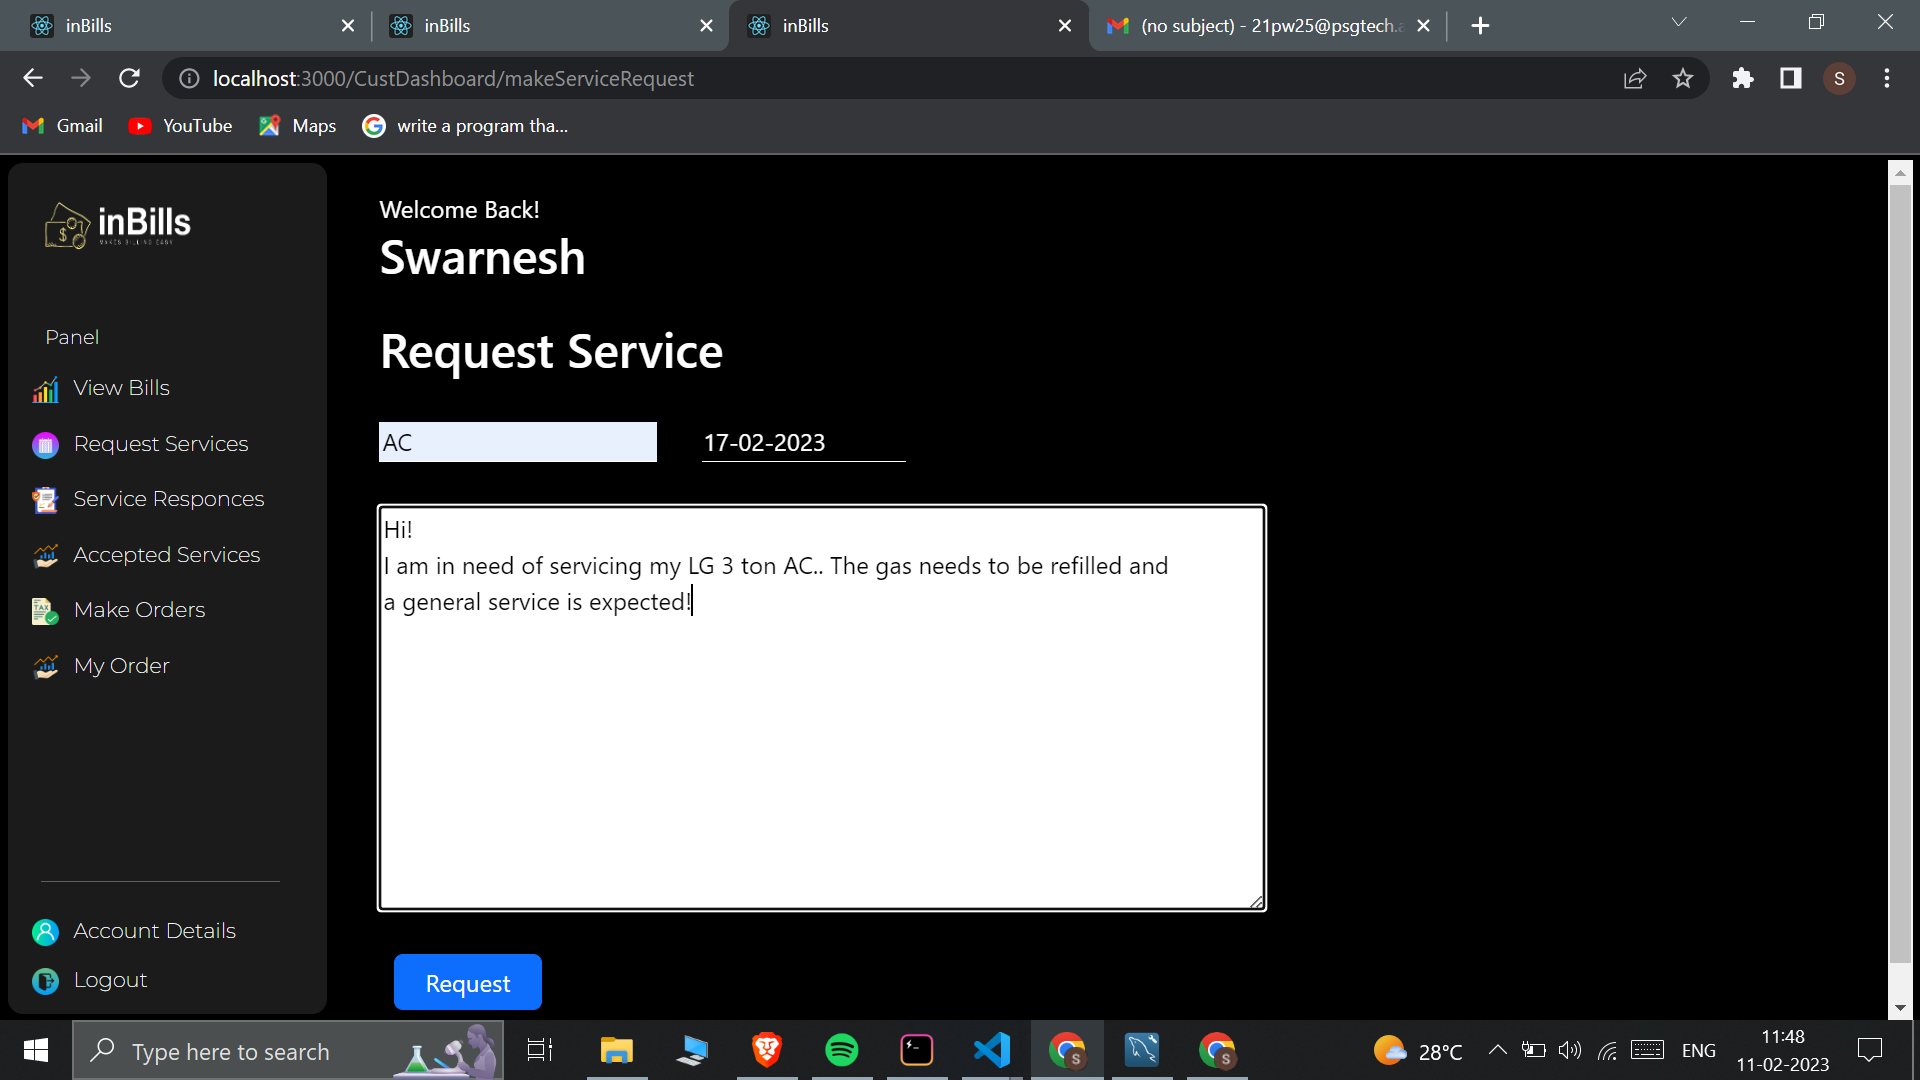 inBills
inBills
inBills
(no subject) - 21pw25@psgtech.a
localhost:3000/CustDashboard/makeServiceRequest
S
Gmail
YouTube
Maps
write a program tha...
inBills
MAKES BILLING EASY
Panel
View Bills
Request Services
Service Responces
Accepted Services
Make Orders
My Order
Account Details
Logout
Welcome Back!
Swarnesh
Request Service
AC
17-02-2023
Hi!
I am in need of servicing my LG 3 ton AC.. The gas needs to be refilled and
a general service is expected!
Request
Type here to search
28°C
ENG
11:48
11-02-2023